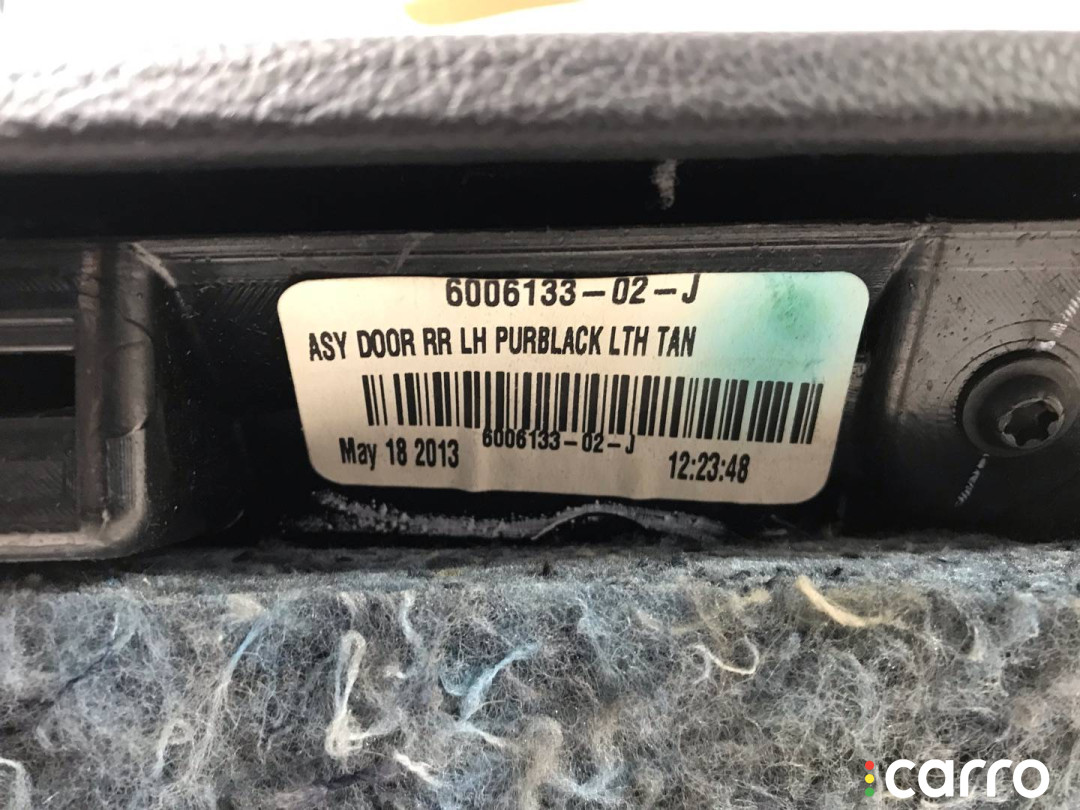 6006133-02-J
ASY DOOR RR LH PURBLACK LTH TAN
6006133-02-J
May 18 2013 12:23:48
carro